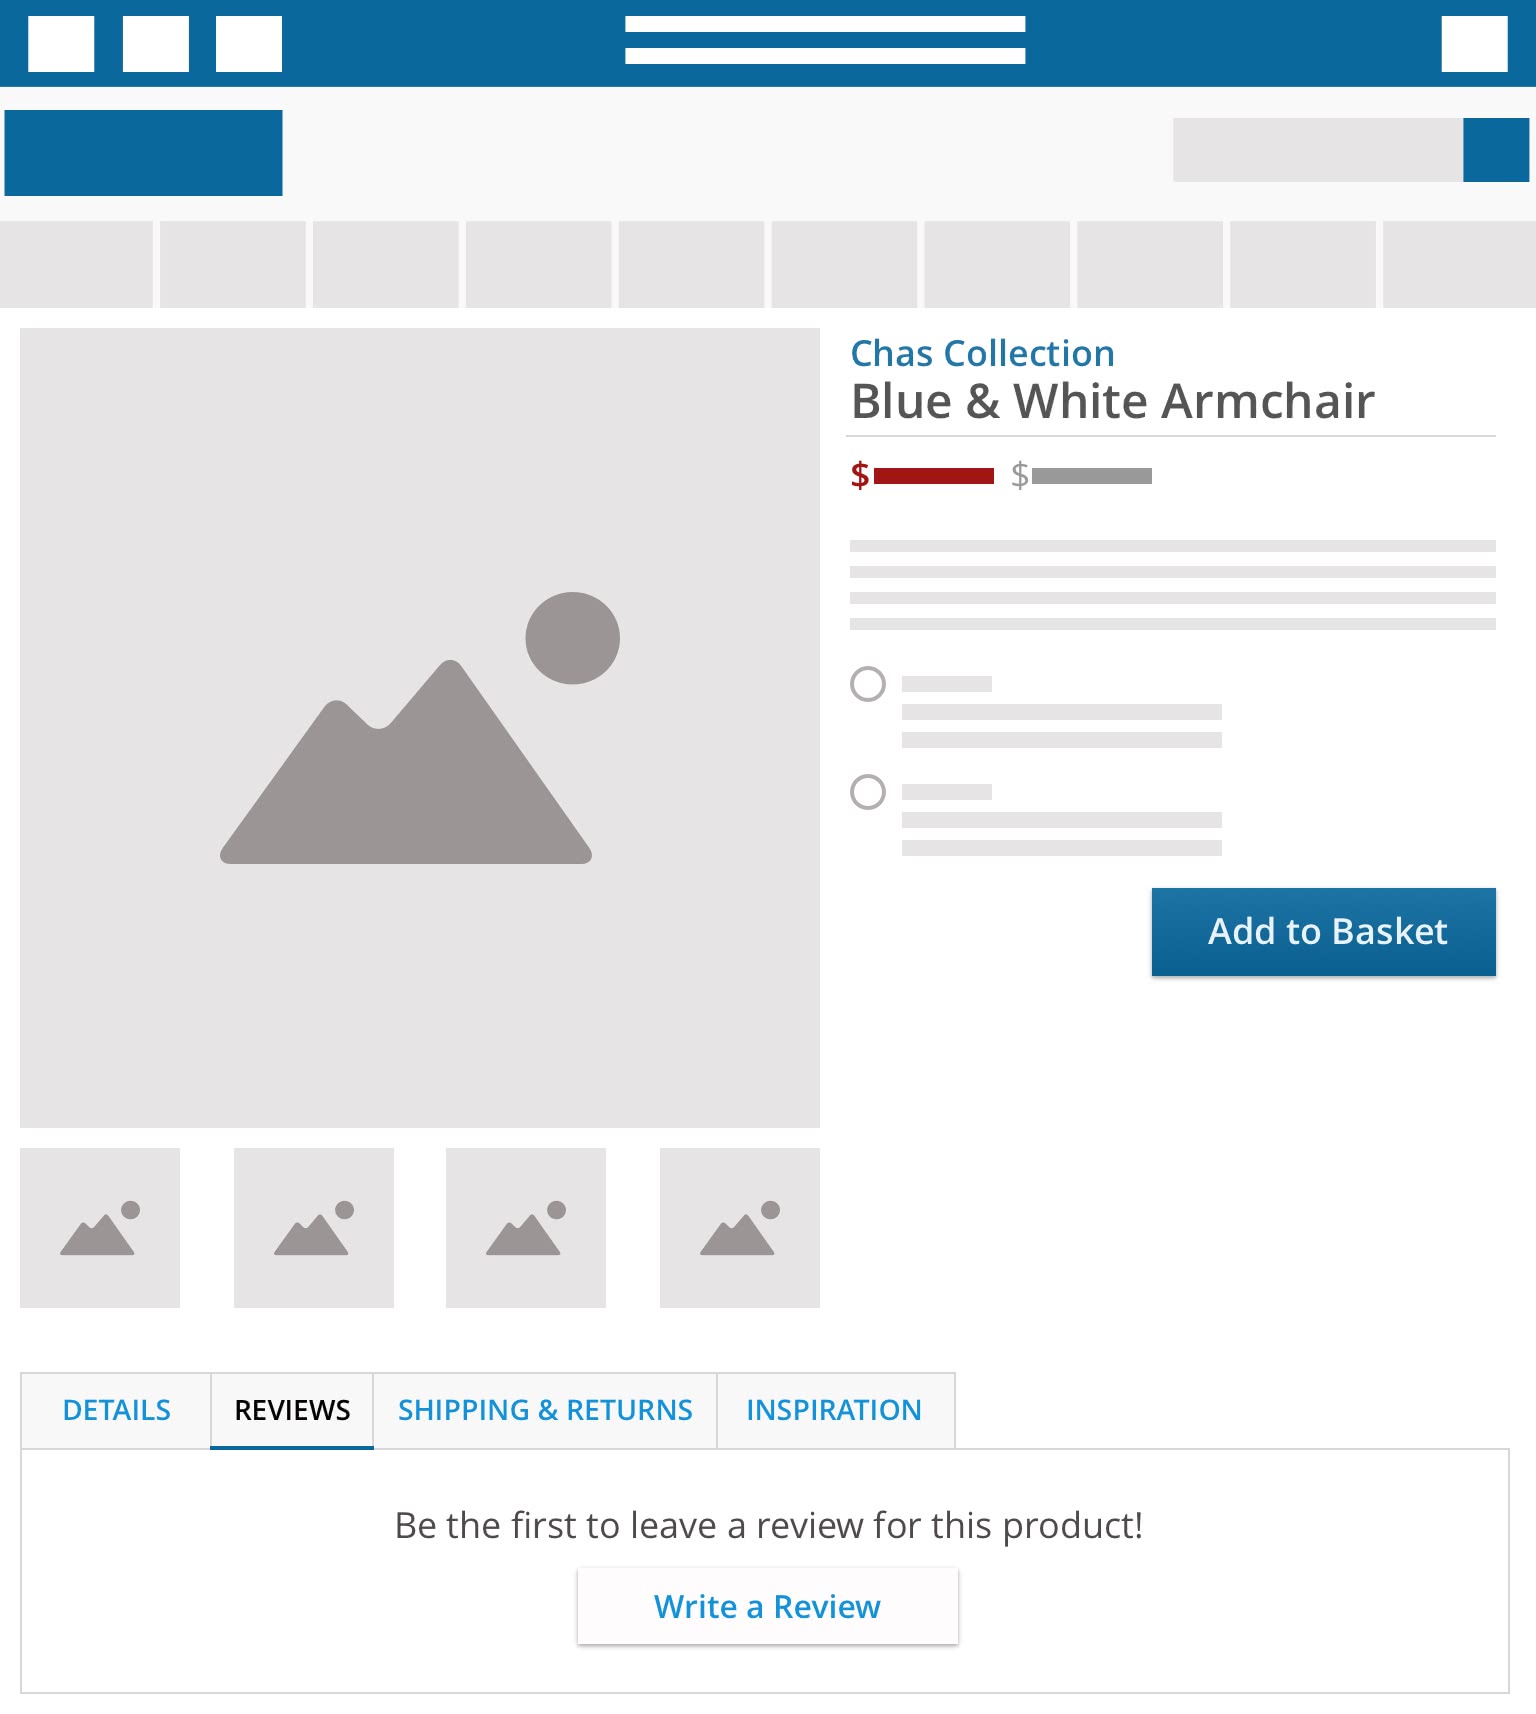 Chas Collection
Blue & White Armchair
$ $
Add to Basket
DETAILS REVIEWS SHIPPING & RETURNS INSPIRATION
Be the first to leave a review for this product!
Write a Review